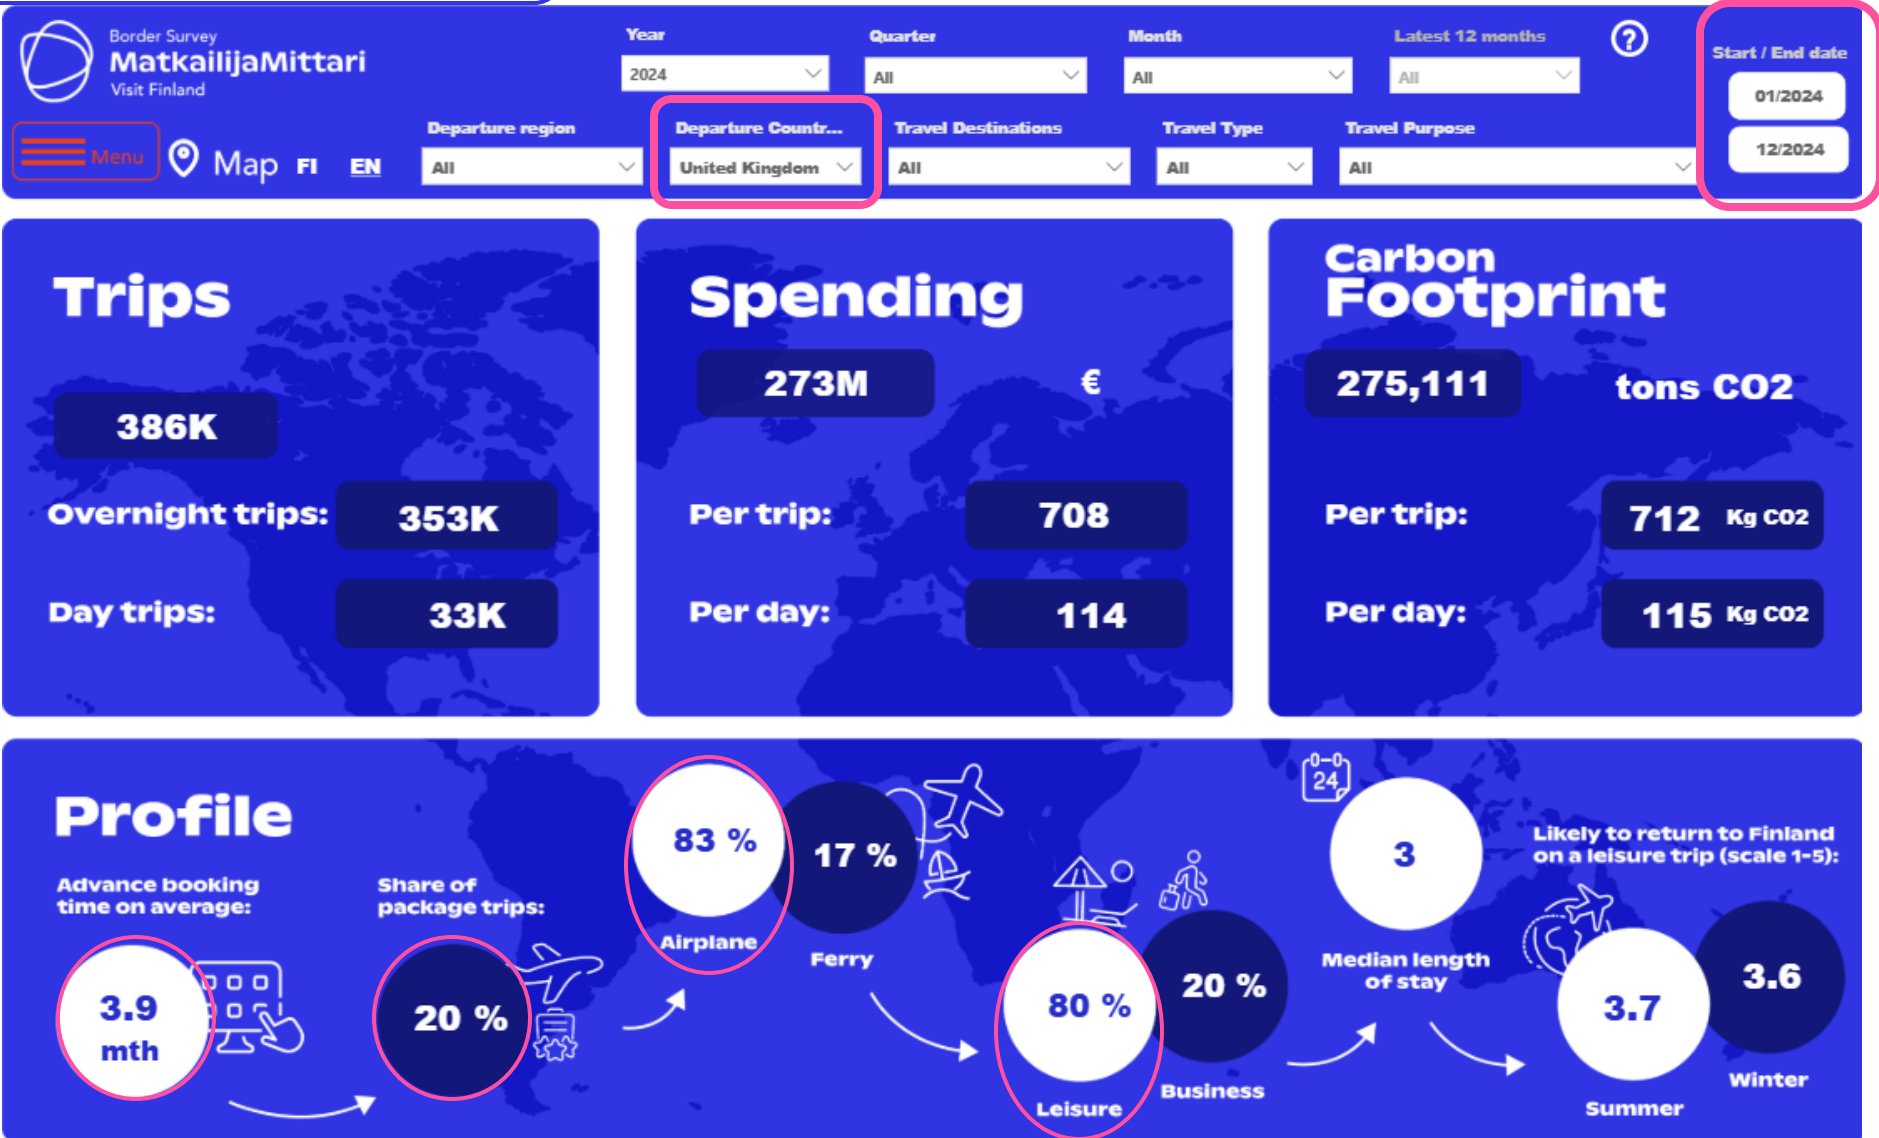 Border Survey
MatkailijaMittari
Visit Finland
Menu
Map FI EN
Year
2024
Quarter
All
Month
All
Latest 12 months
All
?
Start / End date
01/2024
12/2024
Departure region
All
Departure Countr...
United Kingdom
Travel Destinations
All
Travel Type
All
Travel Purpose
All
Trips
386K
Overnight trips: 353K
Day trips: 33K
Spending
273M €
Per trip: 708
Per day: 114
Carbon
Footprint
275,111 tons CO2
Per trip: 712 Kg CO2
Per day: 115 Kg CO2
Profile
Advance booking
time on average:
3.9
mth
Share of
package trips:
20 %
83 %
Airplane
17 %
Ferry
80 %
Leisure
20 %
Business
24
3
Median length
of stay
Likely to return to Finland
on a leisure trip (scale 1-5):
3.7
Summer
3.6
Winter